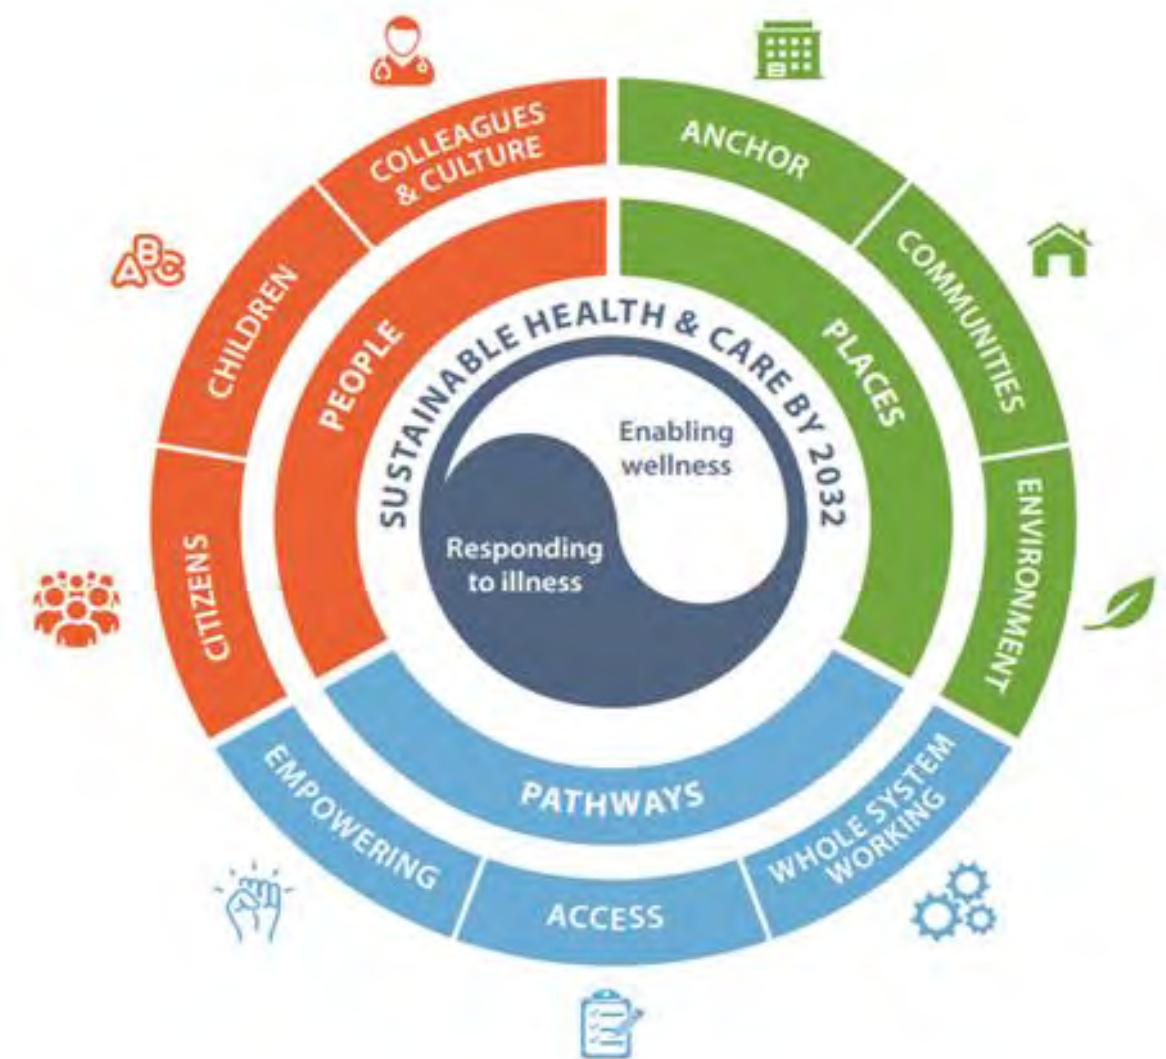 COLLEAGUES
& CULTURE
ANCHOR
ABC
CHILDREN
COMMUNITIES
PEOPLE
PLACES
SUSTAINABLE HEALTH & CARE BY 2032
Enabling
wellness
Responding
to illness
CITIZENS
ENVIRONMENT
PATHWAYS
EMPOWERING
ACCESS
WHOLE SYSTEM
WORKING